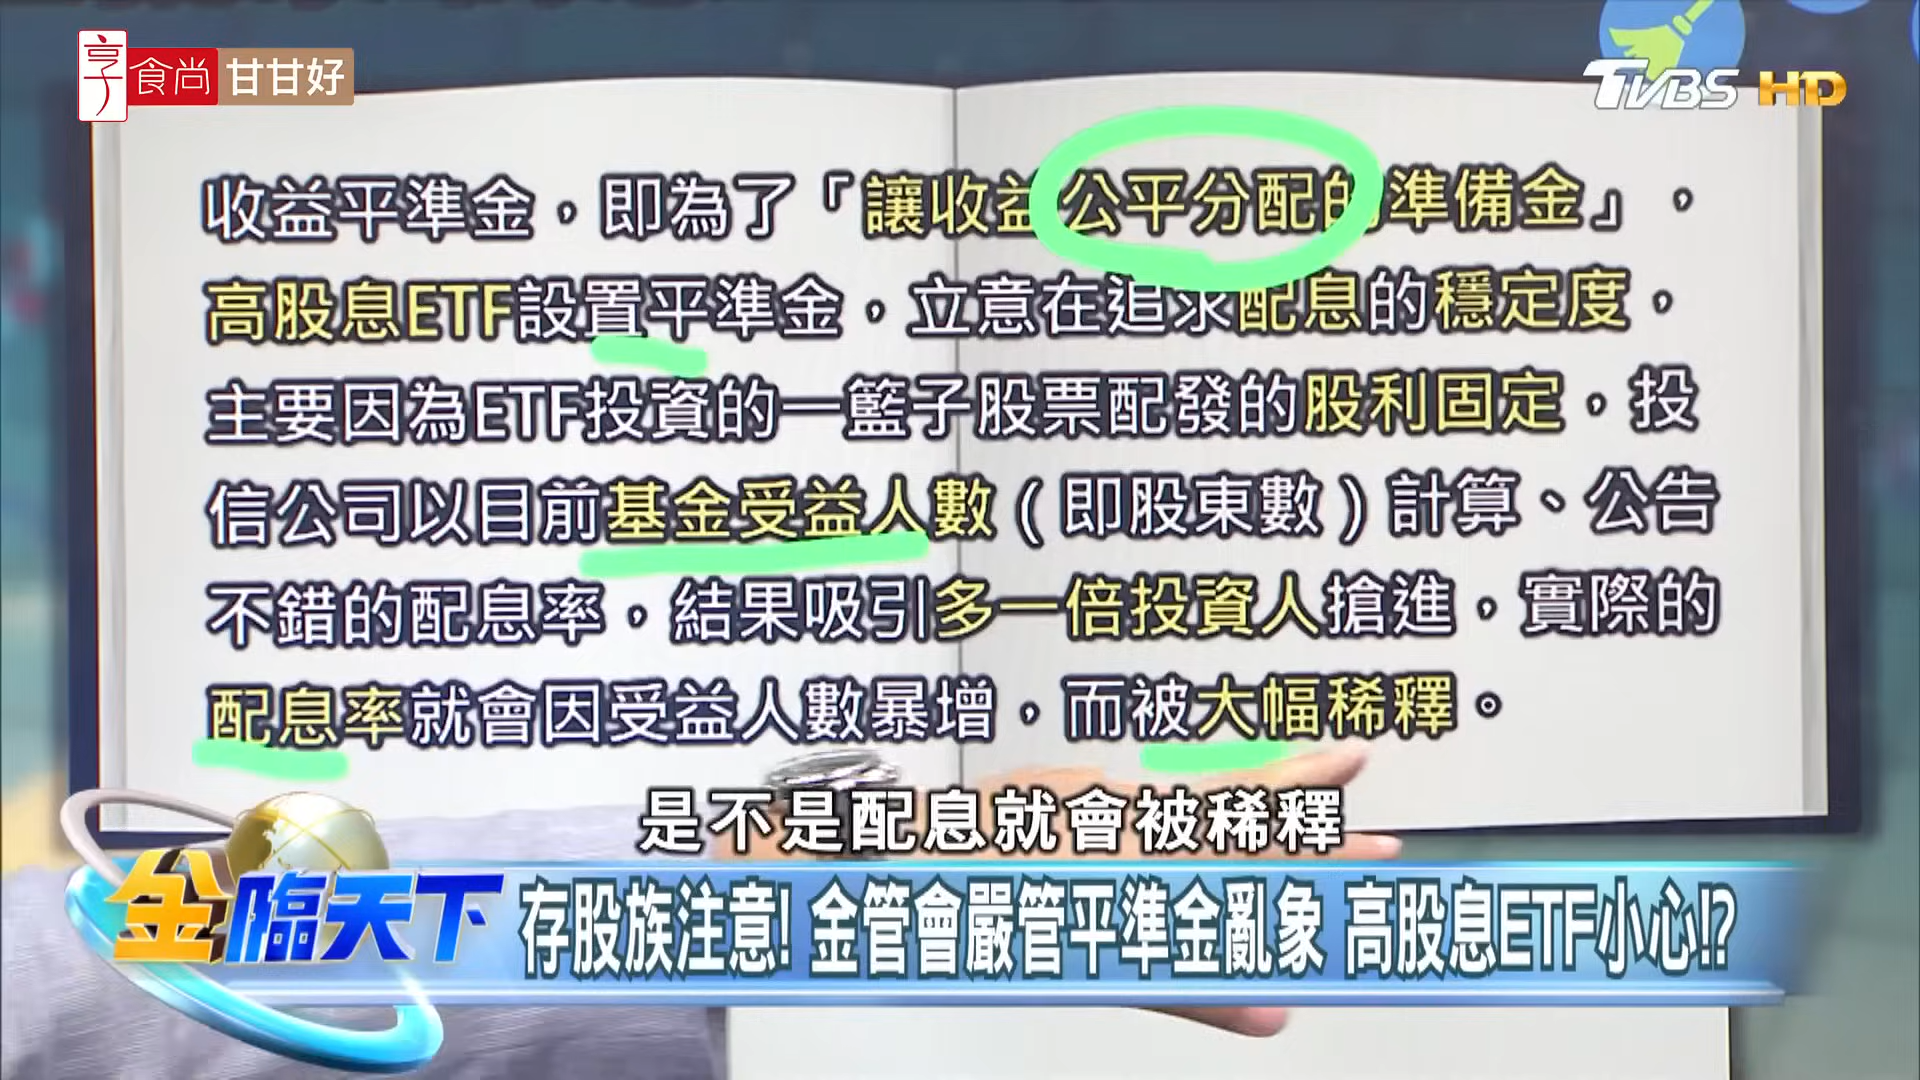 享食尚 甘甘好
TVBS HD
收益平準金，即為了「讓收益公平分配的準備金」，
高股息ETF設置平準金，立意在追求配息的穩定度，
主要因為ETF投資的一籃子股票配發的股利固定，投
信公司以目前基金受益人數（即股東數）計算、公告
不錯的配息率，結果吸引多一倍投資人搶進，實際的
配息率就會因受益人數暴增，而被大幅稀釋。
是不是配息就會被稀釋
金臨天下
存股族注意! 金管會嚴管平準金亂象 高股息ETF小心!?